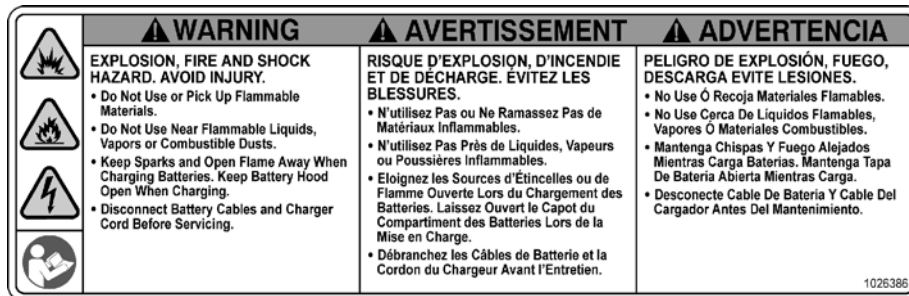 WARNING
EXPLOSION, FIRE AND SHOCK
HAZARD. AVOID INJURY.
• Do Not Use or Pick Up Flammable
Materials.
• Do Not Use Near Flammable Liquids,
Vapors or Combustible Dusts.
• Keep Sparks and Open Flame Away When
Charging Batteries. Keep Battery Hood
Open When Charging.
• Disconnect Battery Cables and Charger
Cord Before Servicing.
AVERTISSEMENT
RISQUE D’EXPLOSION, D’INCENDIE
ET DE DÉCHARGE. ÉVITEZ LES
BLESSURES.
• N’utilisez Pas ou Ne Ramassez Pas de
Matériaux Inflammables.
• N’utilisez Pas Près de Liquides, Vapeurs
ou Poussières Inflammables.
• Eloignez les Sources d’Étincelles ou de
Flamme Ouverte Lors du Chargement des
Batteries. Laissez Ouvert le Capot du
Compartiment des Batteries Lors de la
Mise en Charge.
• Débranchez les Câbles de Batterie et la
Cordon du Chargeur Avant l’Entretien.
ADVERTENCIA
PELIGRO DE EXPLOSIÓN, FUEGO,
DESCARGA EVITE LESIONES.
• No Use Ó Recoja Materiales Flamables.
• No Use Cerca De Líquidos Flamables,
Vapores Ó Materiales Combustibles.
• Mantenga Chispas Y Fuego Alejados
Mientras Carga Baterias. Mantenga Tapa
De Bateria Abierta Mientras Carga.
• Desconecte Cable De Bateria Y Cable Del
Cargador Antes Del Mantenimiento.
1026386